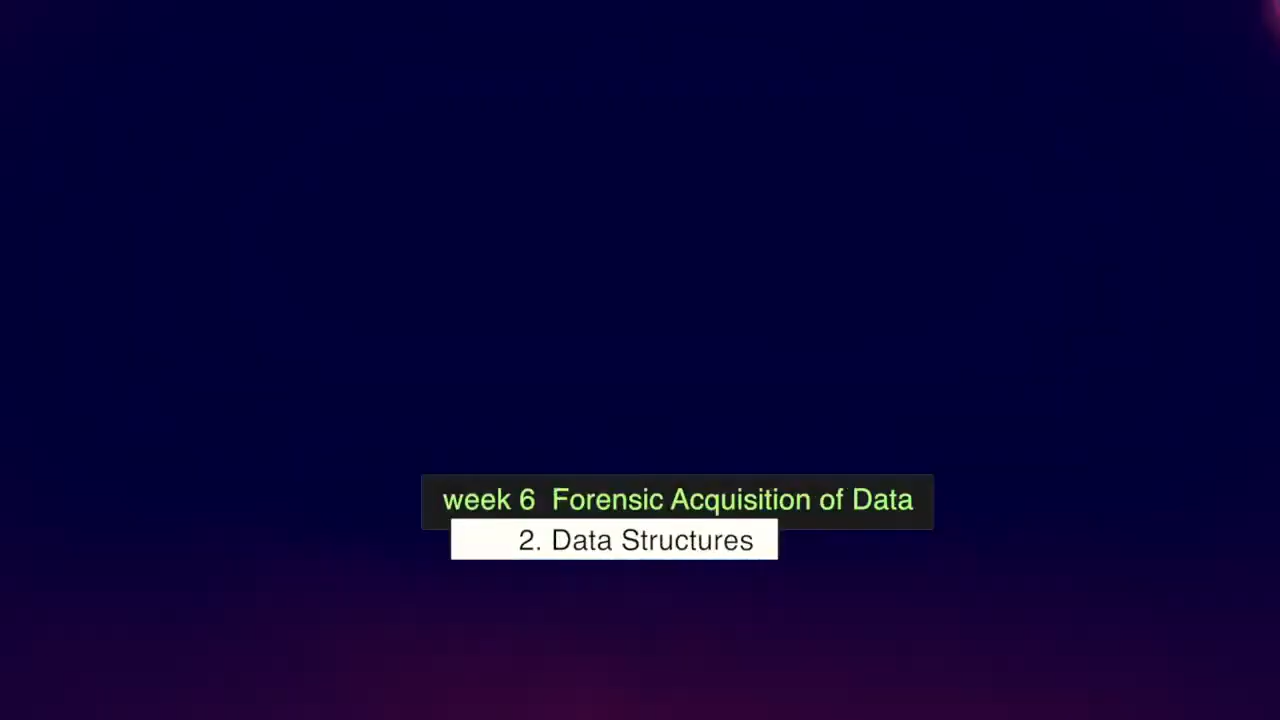 week 6 Forensic Acquisition of Data
2. Data Structures